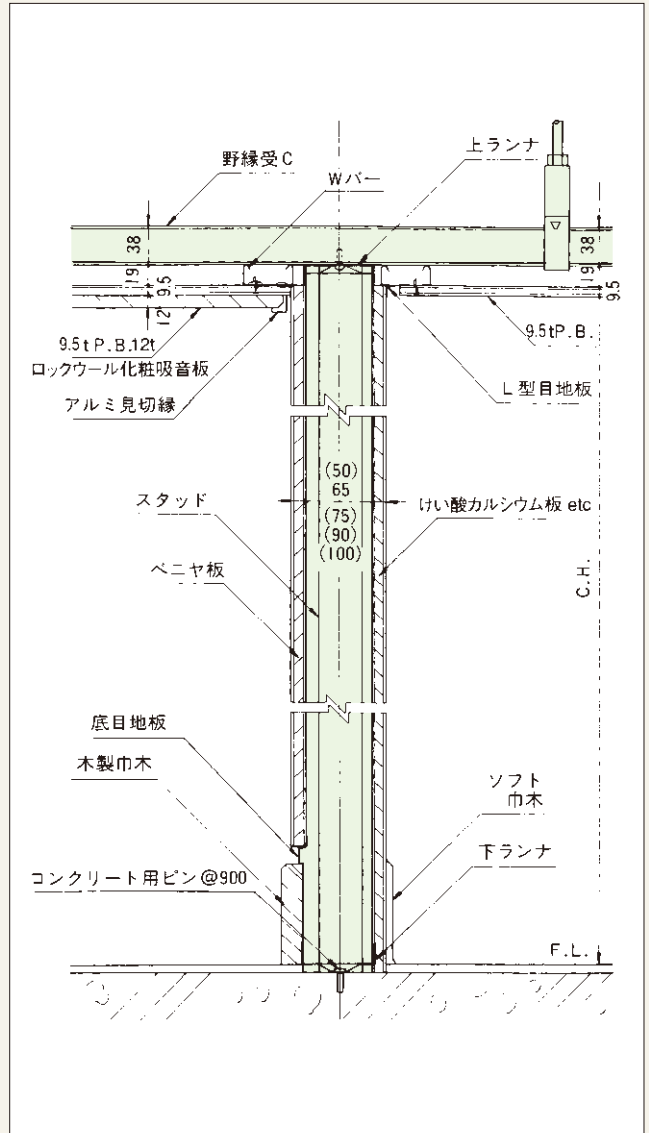 上ランナ
野縁受C
Wバー
38
19
9.5
12
38
19
9.5
9.5t P.B.12t
ロックウール化粧吸音板
アルミ見切縁
9.5tP.B.
L型目地板
(50)
65
(75)
(90)
(100)
スタッド
けい酸カルシウム板 etc
ベニヤ板
C.H.
底目地板
木製巾木
ソフト
巾木
下ランナ
コンクリート用ピン@900
F.L.